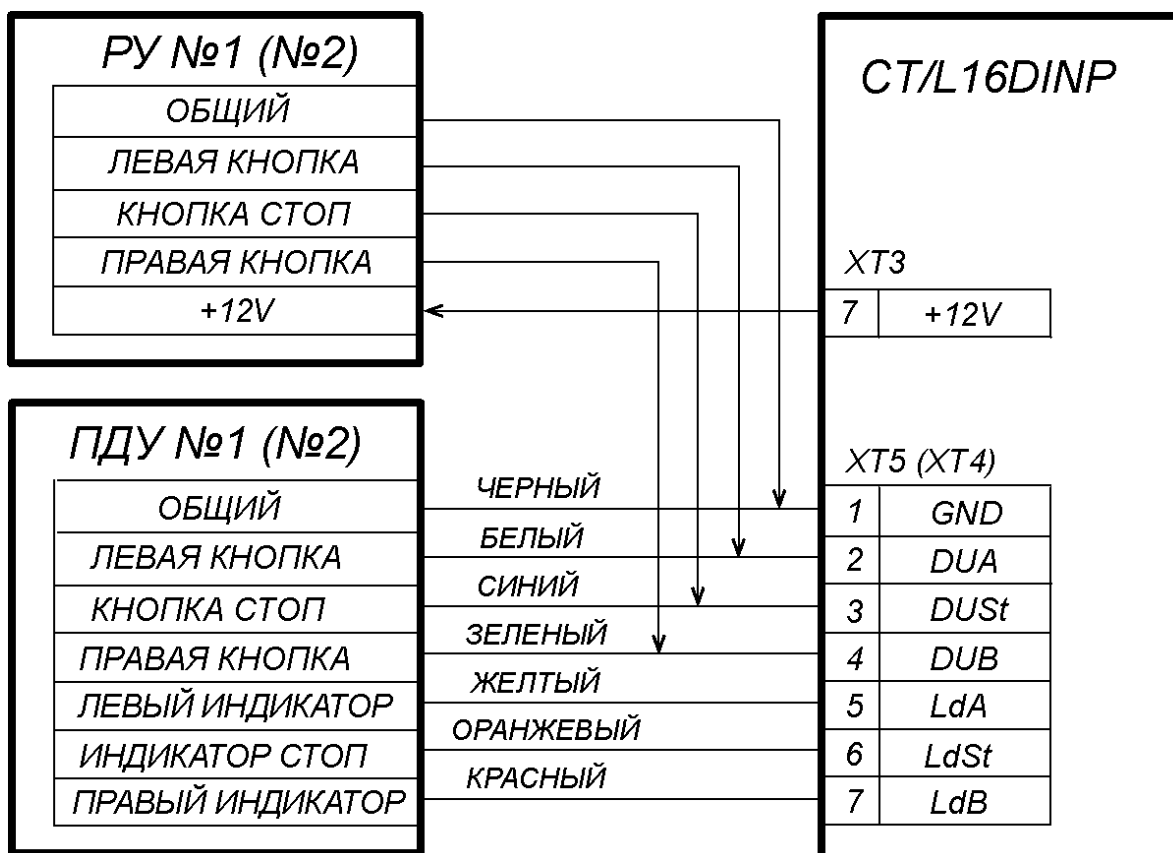 РУ №1 (№2)
ОБЩИЙ
ЛЕВАЯ КНОПКА
КНОПКА СТОП
ПРАВАЯ КНОПКА
+12V
CT/L16DINP
XT3
7 +12V
ПДУ №1 (№2)
ОБЩИЙ
ЛЕВАЯ КНОПКА
КНОПКА СТОП
ПРАВАЯ КНОПКА
ЛЕВЫЙ ИНДИКАТОР
ИНДИКАТОР СТОП
ПРАВЫЙ ИНДИКАТОР
ЧЕРНЫЙ
БЕЛЫЙ
СИНИЙ
ЗЕЛЕНЫЙ
ЖЕЛТЫЙ
ОРАНЖЕВЫЙ
КРАСНЫЙ
XT5 (XT4)
1 GND
2 DUA
3 DUSt
4 DUB
5 LdA
6 LdSt
7 LdB